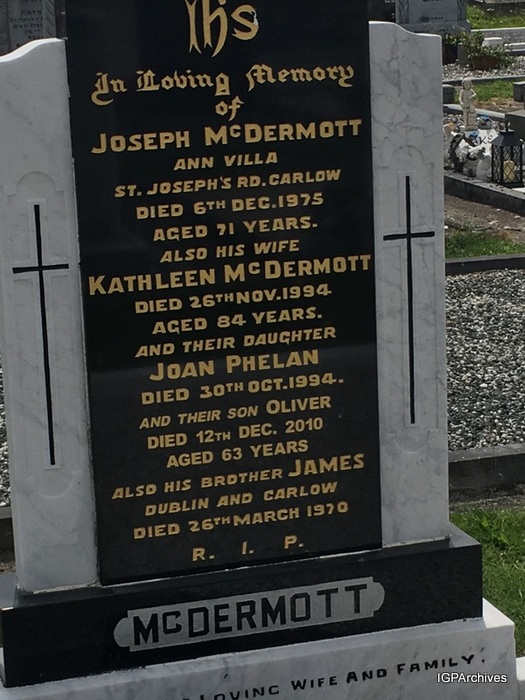 IHS
In Loving Memory
of
JOSEPH McDERMOTT
ANN VILLA
ST. JOSEPH'S RD. CARLOW
DIED 6TH DEC. 1975
AGED 71 YEARS.
ALSO HIS WIFE
KATHLEEN McDERMOTT
DIED 26TH NOV. 1994
AGED 84 YEARS.
AND THEIR DAUGHTER
JOAN PHELAN
DIED 30TH OCT. 1994.
AND THEIR SON OLIVER
DIED 12TH DEC. 2010
AGED 63 YEARS
ALSO HIS BROTHER JAMES
DUBLIN AND CARLOW
DIED 26TH MARCH 1970
R. I. P.
McDERMOTT
LOVING WIFE AND FAMILY.
IGPArchives